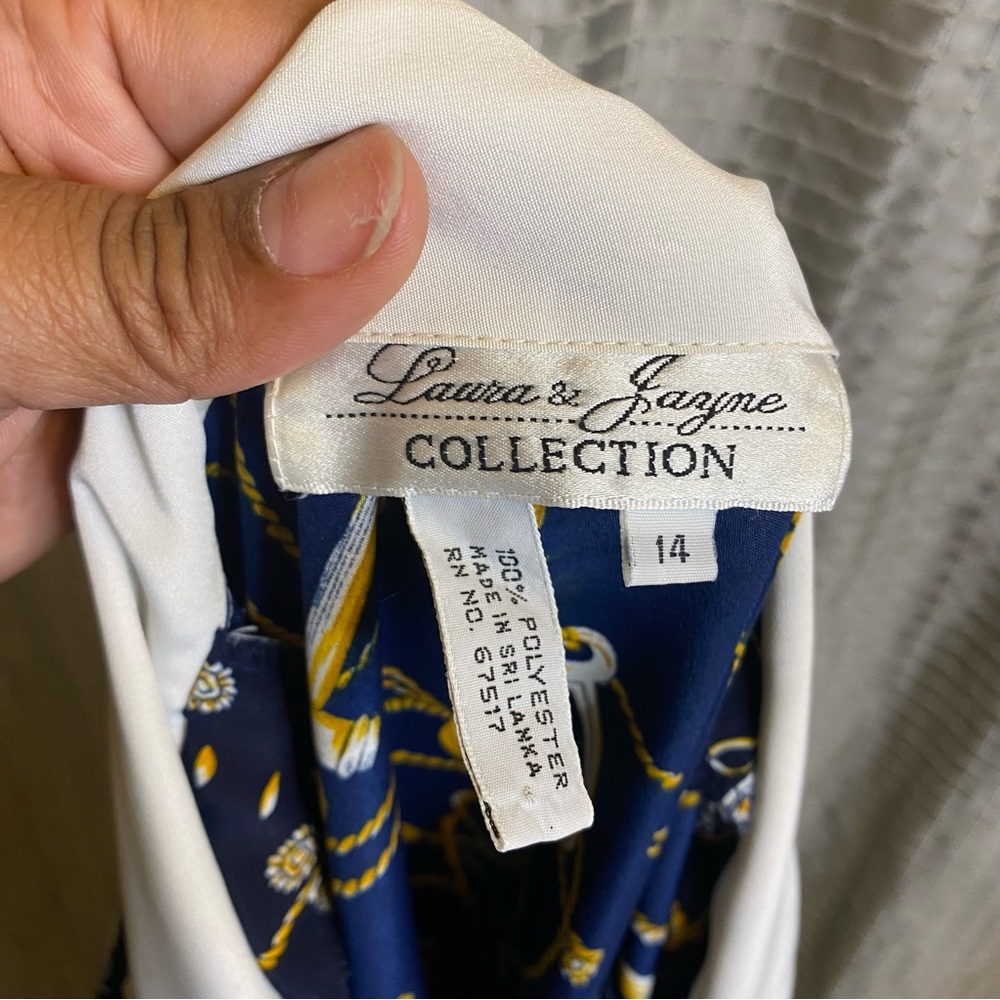 Laura & Jayne
COLLECTION
14
100% POLYESTER
MADE IN SRI LANKA
RN NO. 67517